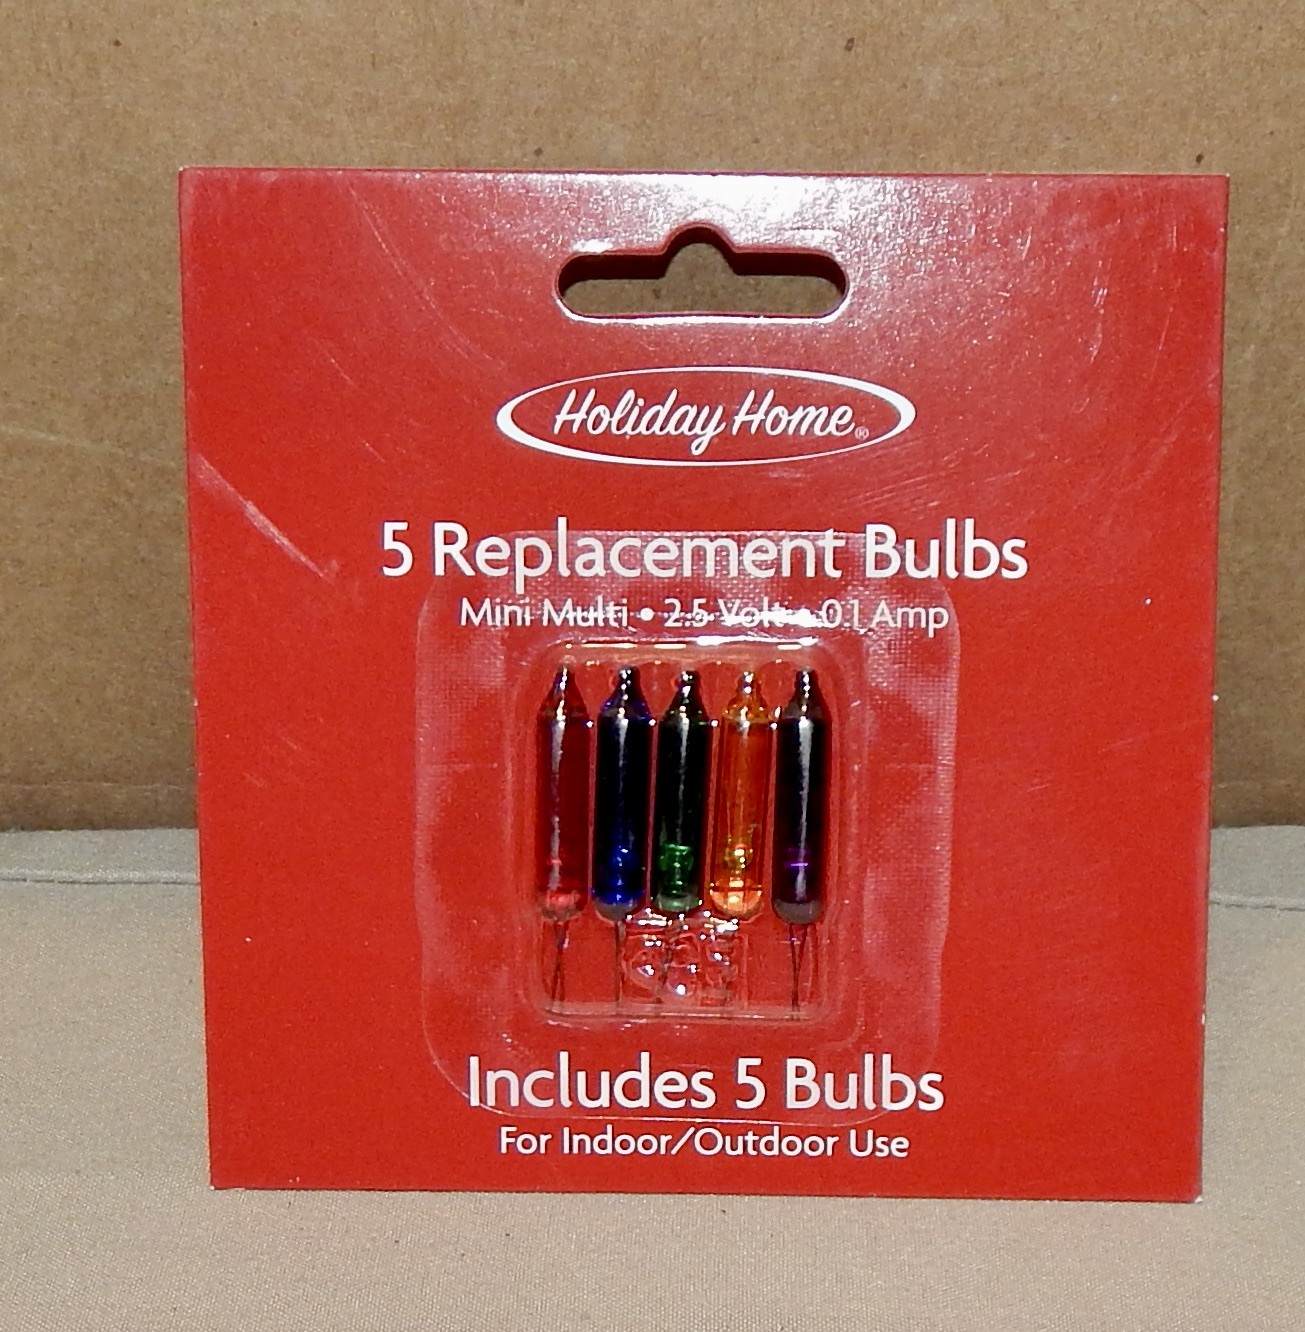 Holiday Home®
5 Replacement Bulbs
Mini Multi • 2.5 Volt • 0.1 Amp
Includes 5 Bulbs
For Indoor/Outdoor Use